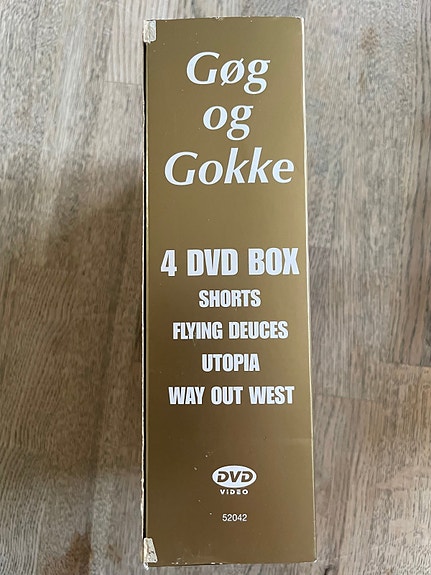 Gøg
og
Gokke
4 DVD BOX
SHORTS
FLYING DEUCES
UTOPIA
WAY OUT WEST
DVD
VIDEO
52042